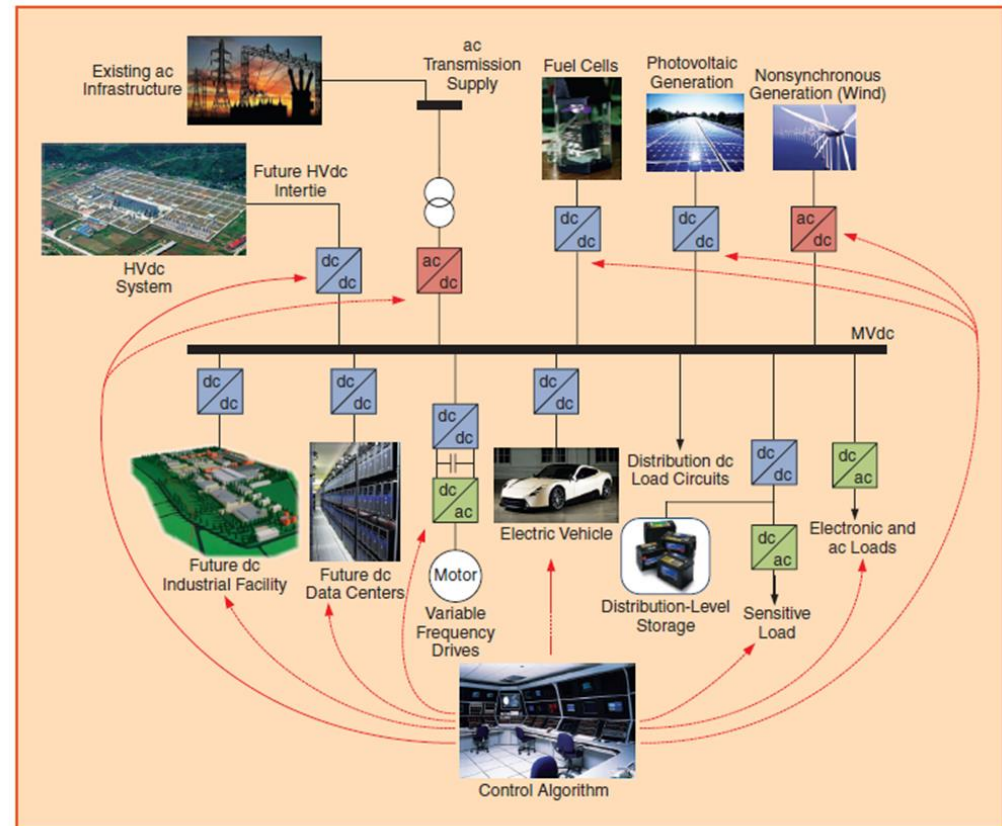 Existing ac
Infrastructure
ac
Transmission
Supply
Fuel Cells
Photovoltaic
Generation
Nonsynchronous
Generation (Wind)
Future HVdc
Intertie
HVdc
System
dc
dc
ac
dc
dc
dc
dc
dc
ac
dc
MVdc
dc
dc
dc
dc
dc
dc
dc
dc
dc
dc
dc
ac
dc
ac
dc
ac
Future dc
Industrial Facility
Future dc
Data Centers
Motor
Variable
Frequency
Drives
Electric Vehicle
Distribution dc
Load Circuits
Distribution-Level
Storage
Sensitive
Load
Electronic and
ac Loads
Control Algorithm